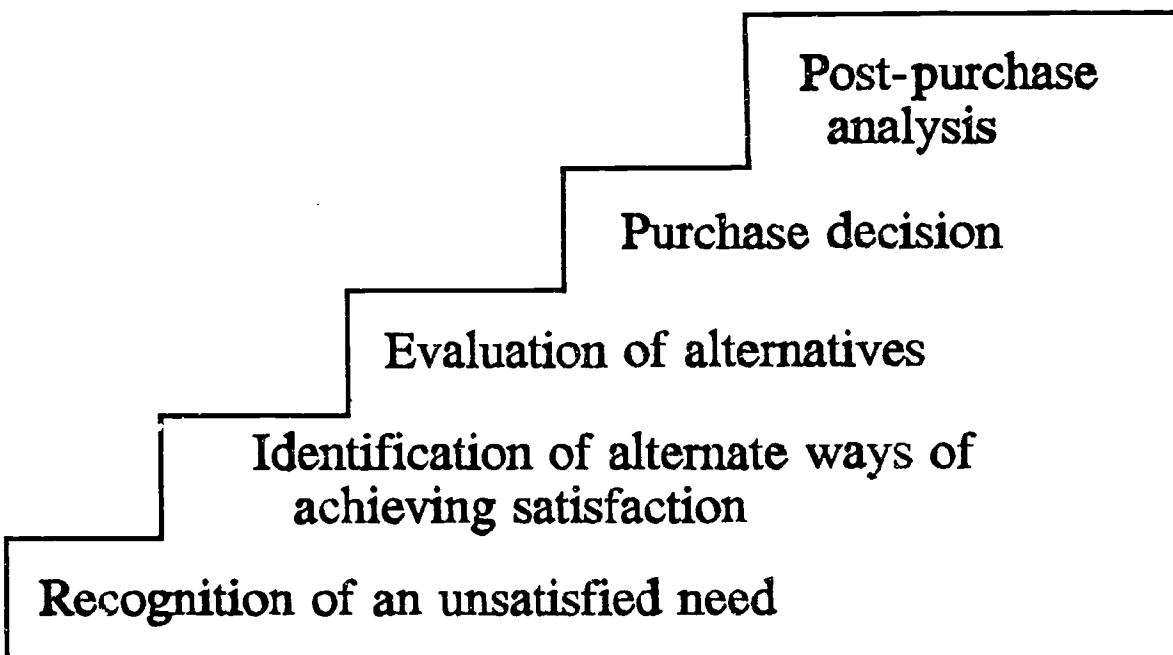 Post-purchase
analysis
Purchase decision
Evaluation of alternatives
Identification of alternate ways of
achieving satisfaction
Recognition of an unsatisfied need